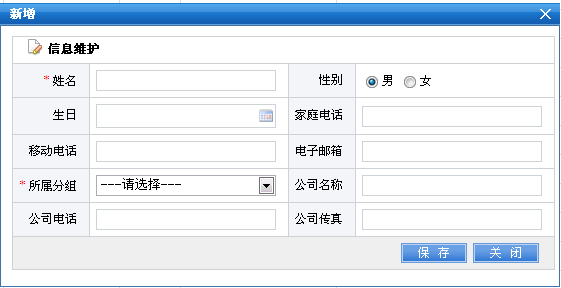 新增
信息维护
*姓名 性别 男 女
生日 家庭电话
移动电话 电子邮箱
*所属分组 ---请选择--- 公司名称
公司电话 公司传真
保 存 关 闭